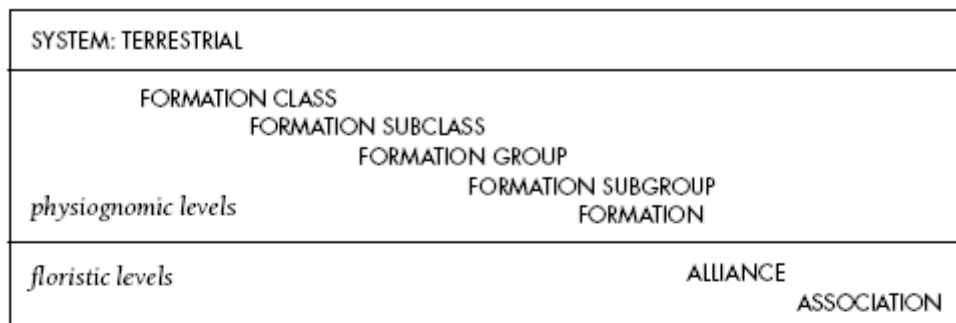 SYSTEM: TERRESTRIAL
FORMATION CLASS
FORMATION SUBCLASS
FORMATION GROUP
FORMATION SUBGROUP
physiognomic levels
FORMATION
floristic levels
ALLIANCE
ASSOCIATION